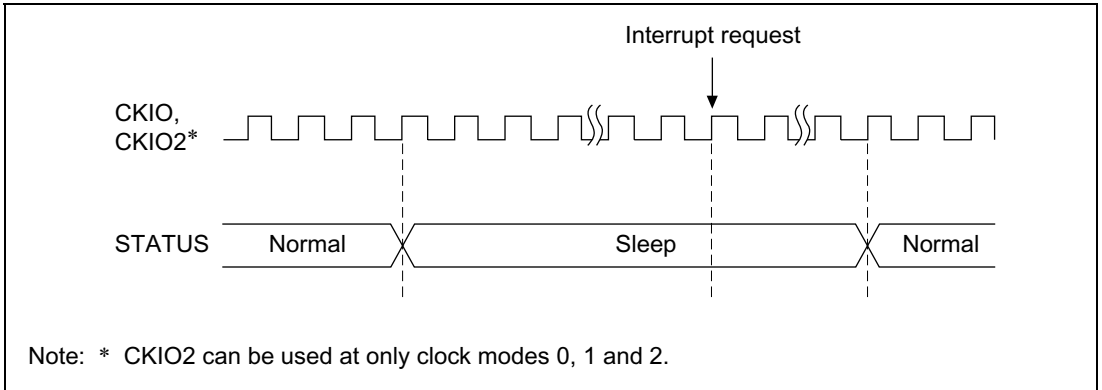 Interrupt request
CKIO,
CKIO2*
STATUS Normal Sleep Normal
Note: * CKIO2 can be used at only clock modes 0, 1 and 2.